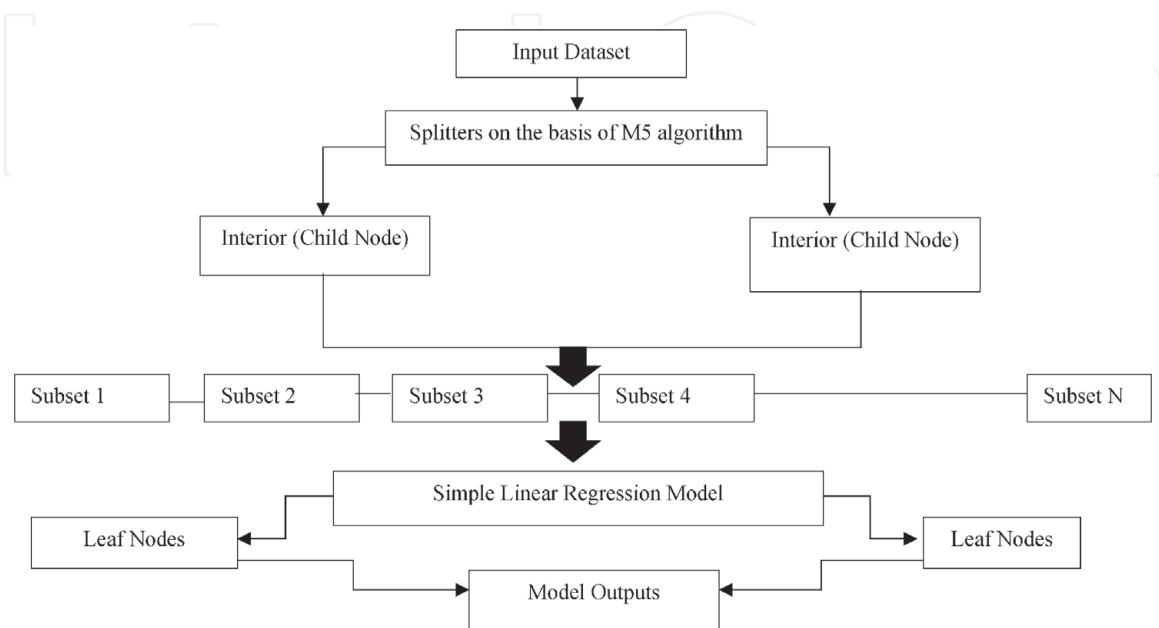 Input Dataset
Splitters on the basis of M5 algorithm
Interior (Child Node)
Interior (Child Node)
Subset 1
Subset 2
Subset 3
Subset 4
Subset N
Simple Linear Regression Model
Leaf Nodes
Leaf Nodes
Model Outputs